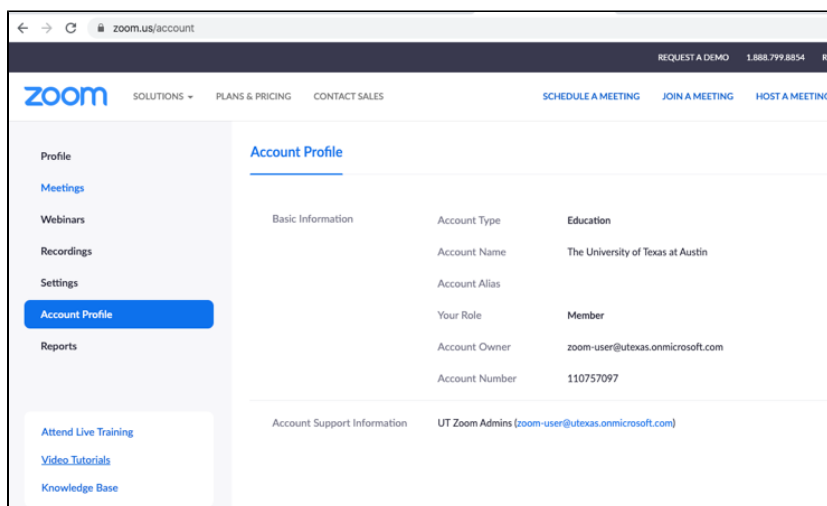 zoom.us/account
REQUEST A DEMO 1.888.799.8854 R
zoom SOLUTIONS PLANS & PRICING CONTACT SALES SCHEDULE A MEETING JOIN A MEETING HOST A MEETING
Profile
Meetings
Webinars
Recordings
Settings
Account Profile
Reports
Attend Live Training
Video Tutorials
Knowledge Base
Account Profile
Basic Information
Account Type Education
Account Name The University of Texas at Austin
Account Alias
Your Role Member
Account Owner zoom-user@utexas.onmicrosoft.com
Account Number 110757097
Account Support Information UT Zoom Admins (zoom-user@utexas.onmicrosoft.com)